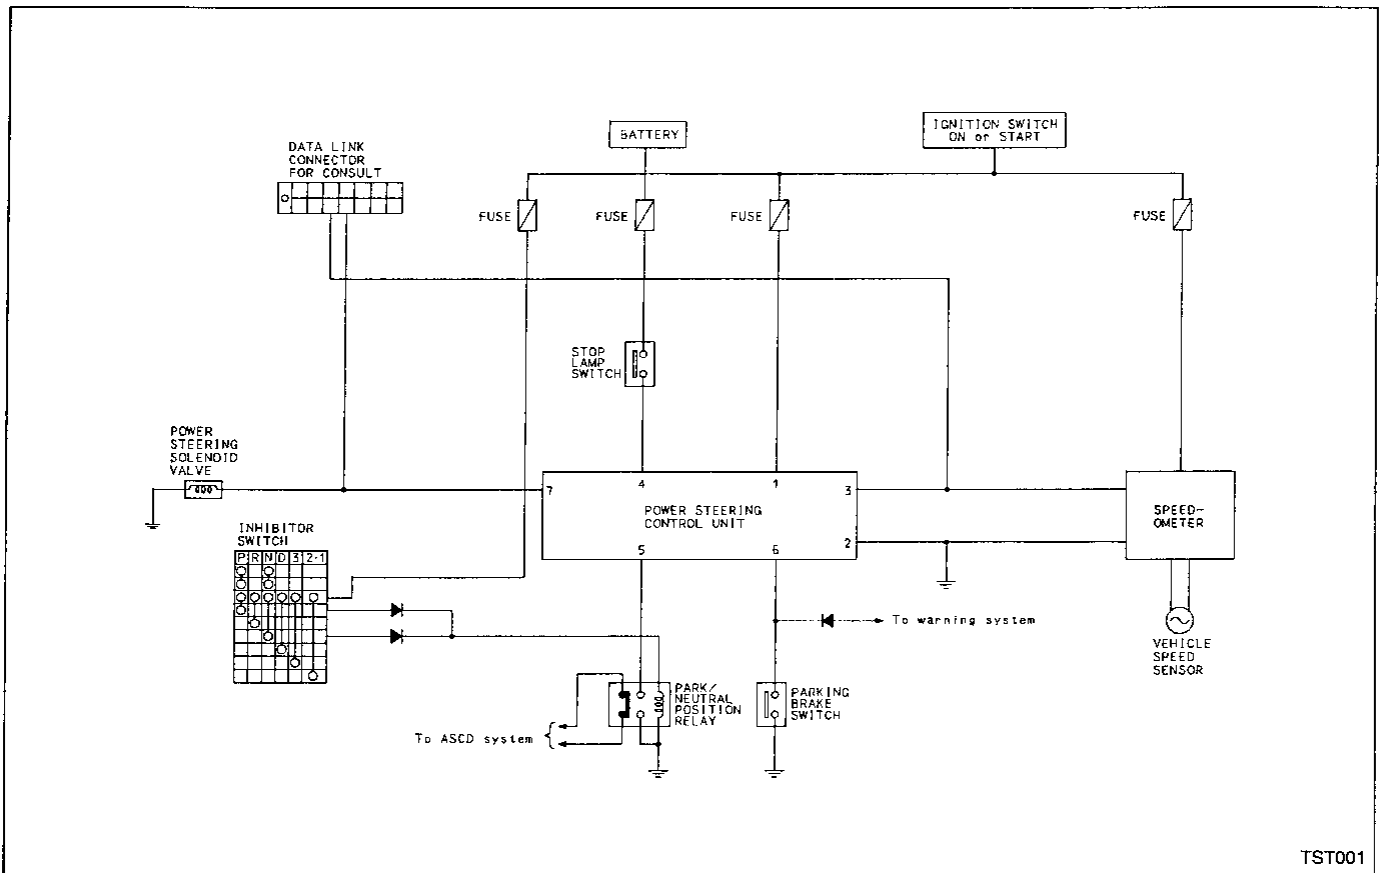 DATA LINK
CONNECTOR
FOR CONSULT
BATTERY
IGNITION SWITCH
ON or START
FUSE
FUSE
FUSE
FUSE
STOP
LAMP
SWITCH
POWER
STEERING
SOLENOID
VALVE
7
4
1
3
POWER STEERING
CONTROL UNIT
2
5
6
SPEED-
OMETER
INHIBITOR
SWITCH
P R N D 3 2-1
To warning system
VEHICLE
SPEED
SENSOR
PARK/
NEUTRAL
POSITION
RELAY
PARKING
BRAKE
SWITCH
To ASCD system
TST001